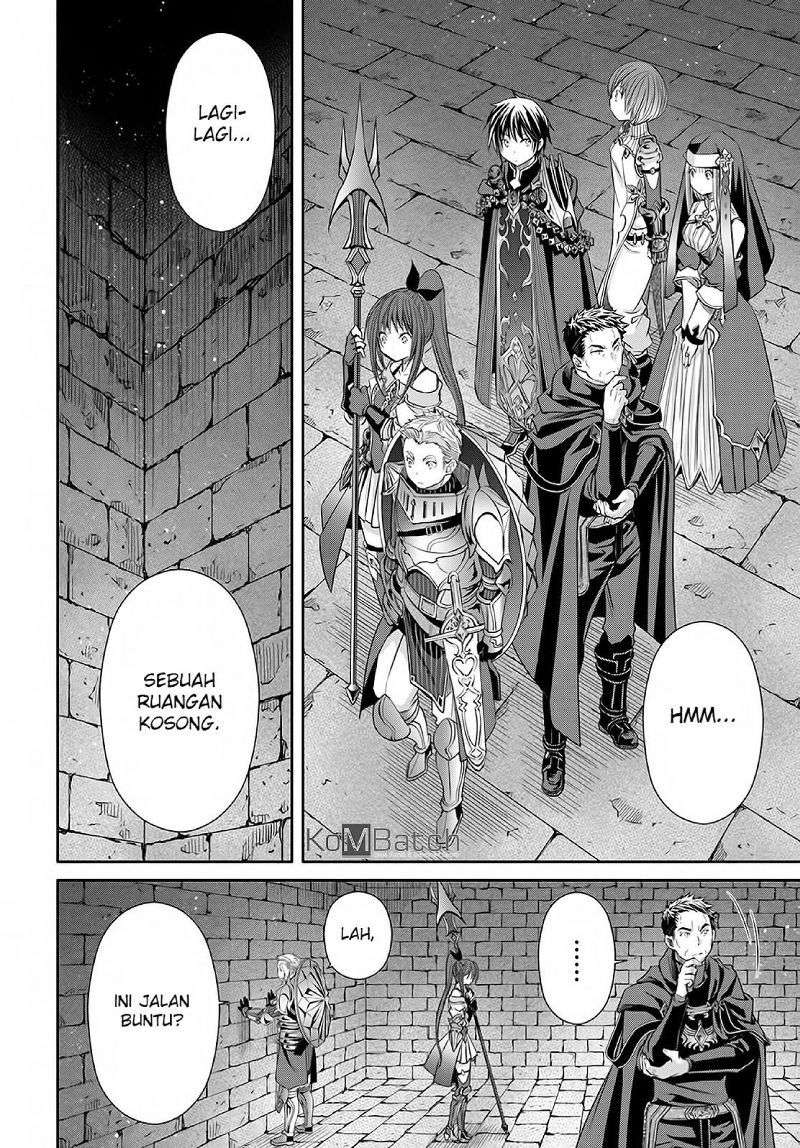 HMM...
LAGI-
LAGI...
SEBUAH
RUANGAN
KOSONG.
KoMBatch
......
LAH,
INI JALAN
BUNTU?